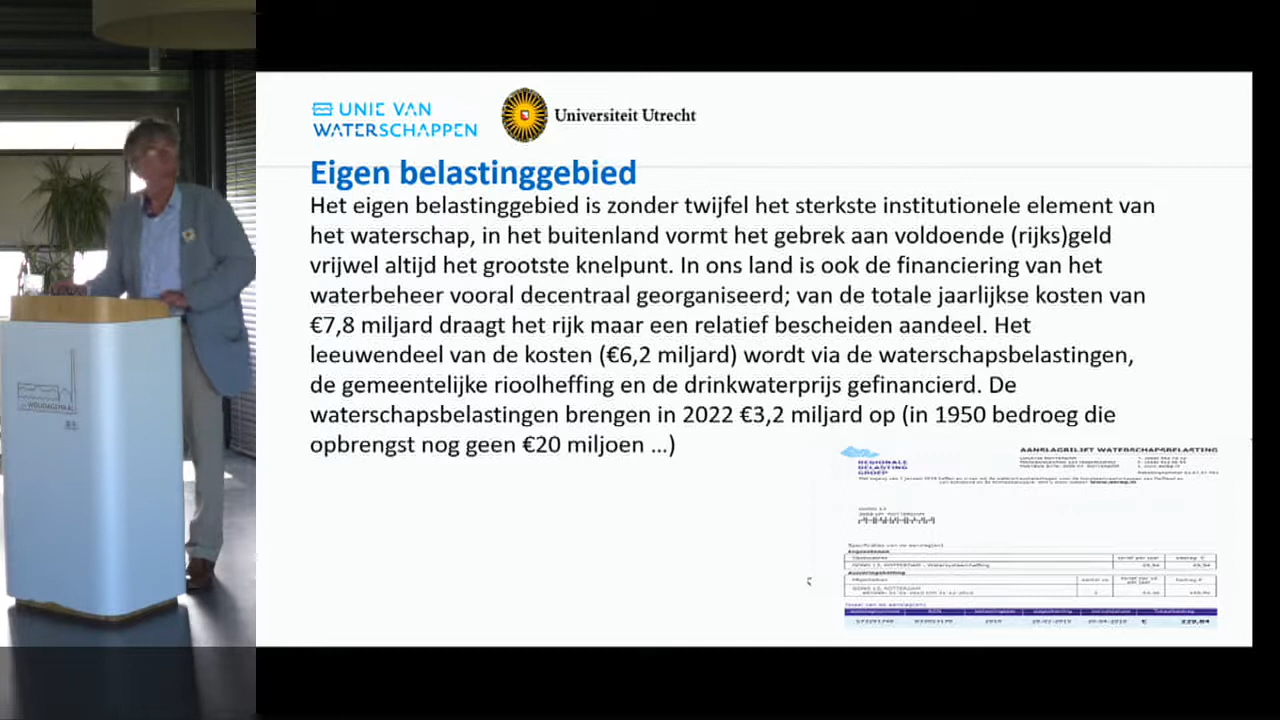 UNIE VAN
WATERSCHAPPEN
Universiteit Utrecht
Eigen belastinggebied
Het eigen belastinggebied is zonder twijfel het sterkste institutionele element van
het waterschap, in het buitenland vormt het gebrek aan voldoende (rijks)geld
vrijwel altijd het grootste knelpunt. In ons land is ook de financiering van het
waterbeheer vooral decentraal georganiseerd; van de totale jaarlijkse kosten van
€7,8 miljard draagt het rijk maar een relatief bescheiden aandeel. Het
leeuwendeel van de kosten (€6,2 miljard) wordt via de waterschapsbelastingen,
de gemeentelijke rioolheffing en de drinkwaterprijs gefinancierd. De
waterschapsbelastingen brengen in 2022 €3,2 miljard op (in 1950 bedroeg die
opbrengst nog geen €20 miljoen ...)
AANSLAGBILJET WATERSCHAPSBELASTING
REGIONALE
BELASTING
GROEP